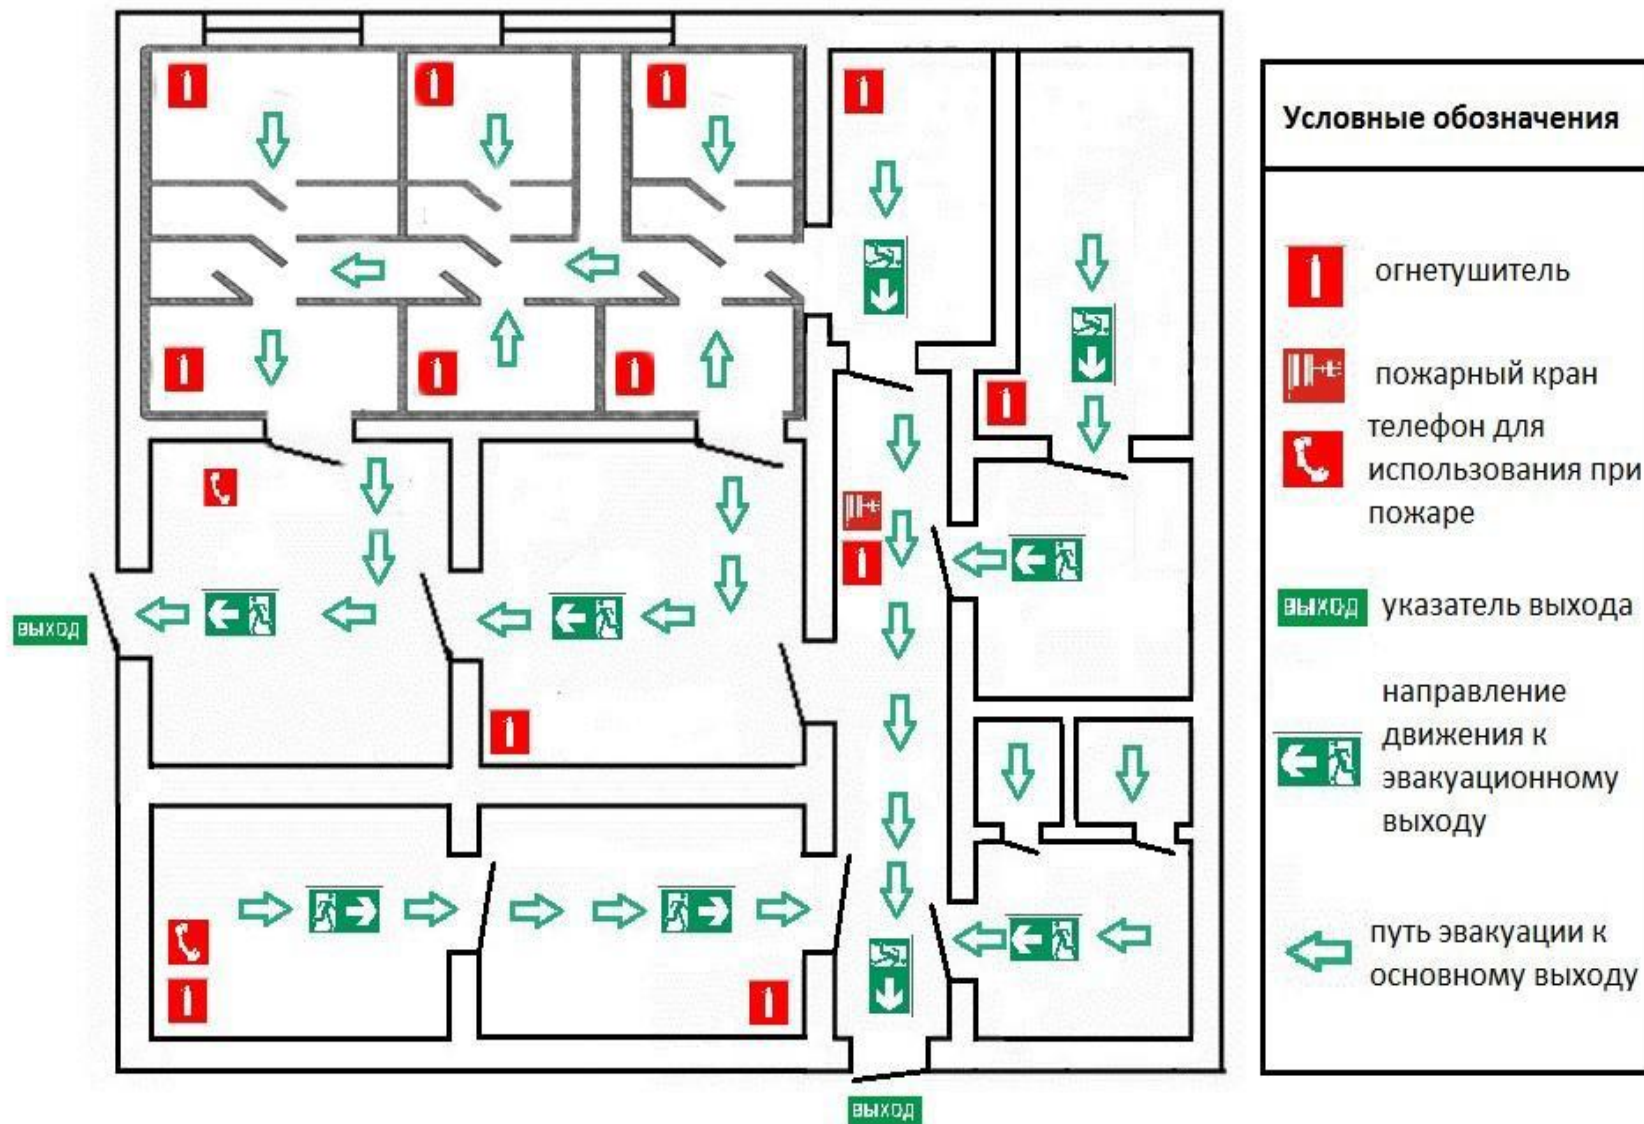 Условные обозначения
огнетушитель
пожарный кран
телефон для
использования при
пожаре
ВЫХОД
указатель выхода
направление
движения к
эвакуационному
выходу
путь эвакуации к
основному выходу
ВЫХОД
ВЫХОД